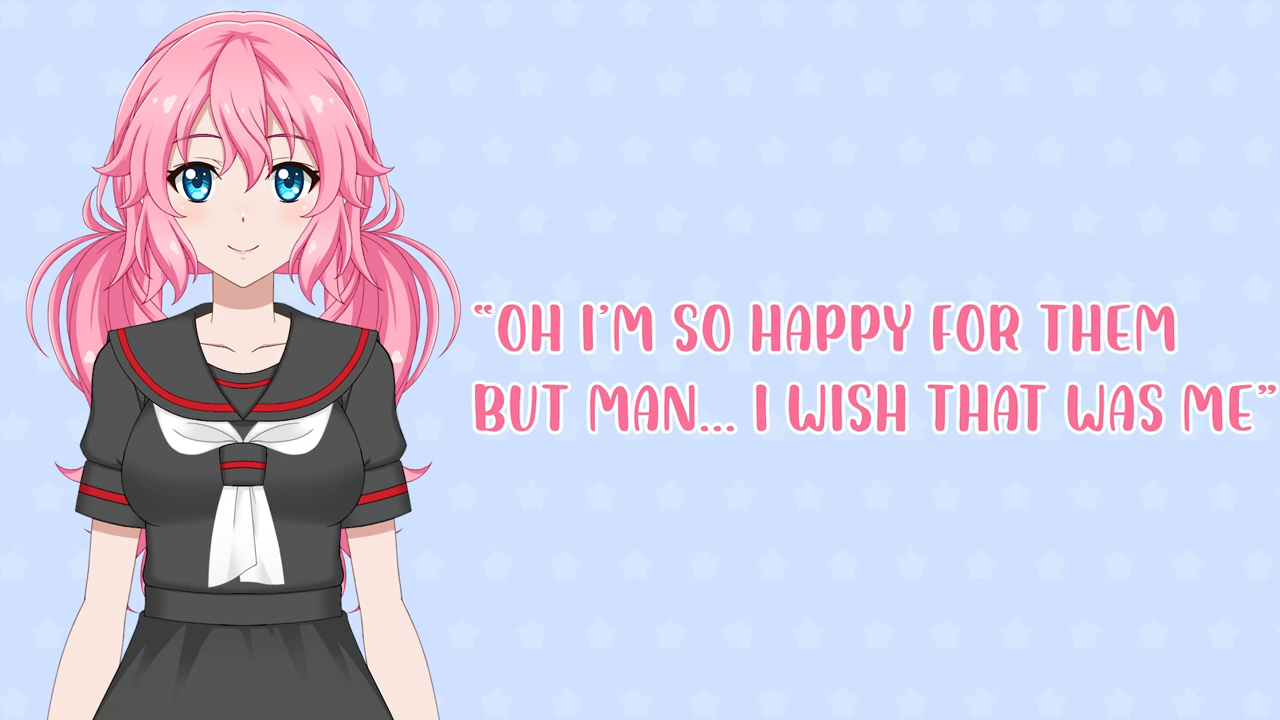 “OH I’M SO HAPPY FOR THEM
BUT MAN... I WISH THAT WAS ME”